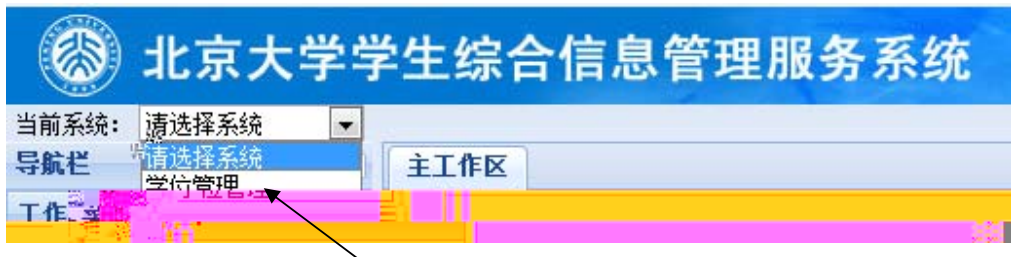 北京大学学生综合信息管理服务系统
当前系统： 请选择系统
请选择系统
导航栏 主工作区
学位管理
工作